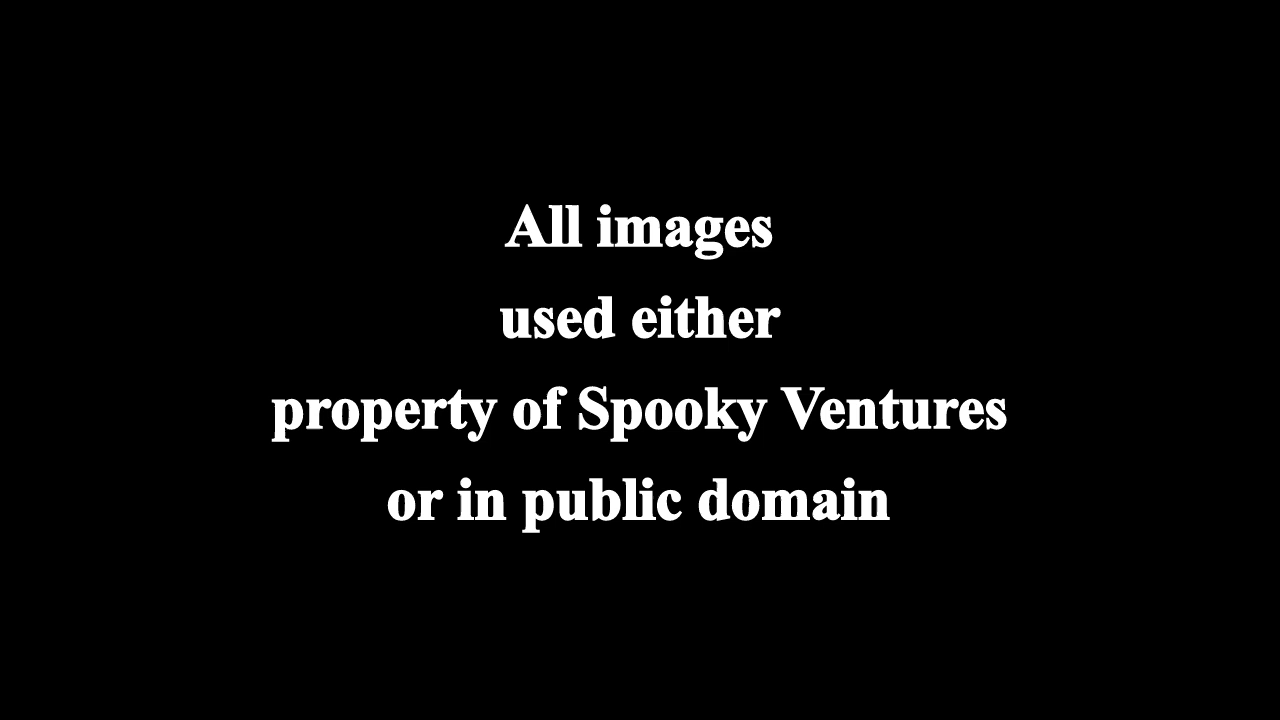 All images
used either
property of Spooky Ventures
or in public domain